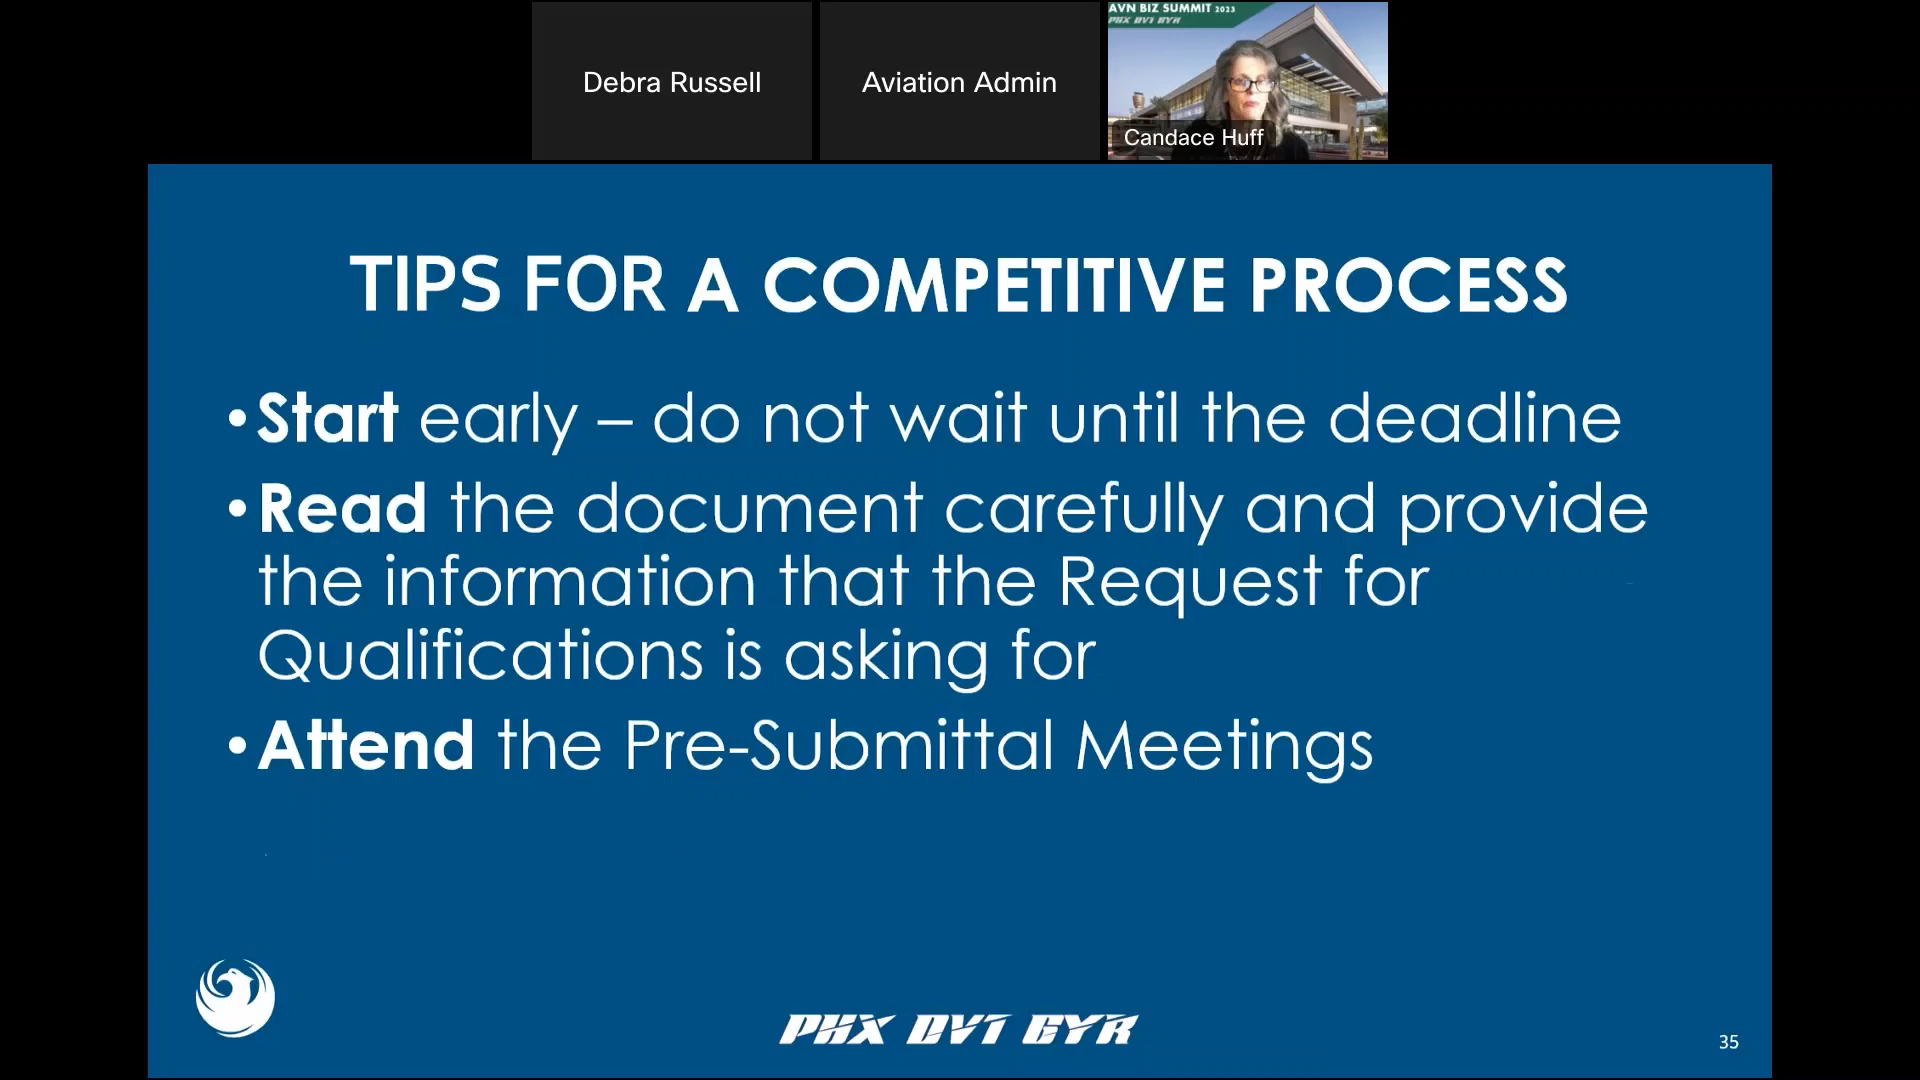 Debra Russell
Aviation Admin
AVN BIZ SUMMIT 2023
PHX DVT GYR
Candace Huff
TIPS FOR A COMPETITIVE PROCESS
•Start early – do not wait until the deadline
•Read the document carefully and provide
the information that the Request for
Qualifications is asking for
•Attend the Pre-Submittal Meetings
PHX DVT GYR
35